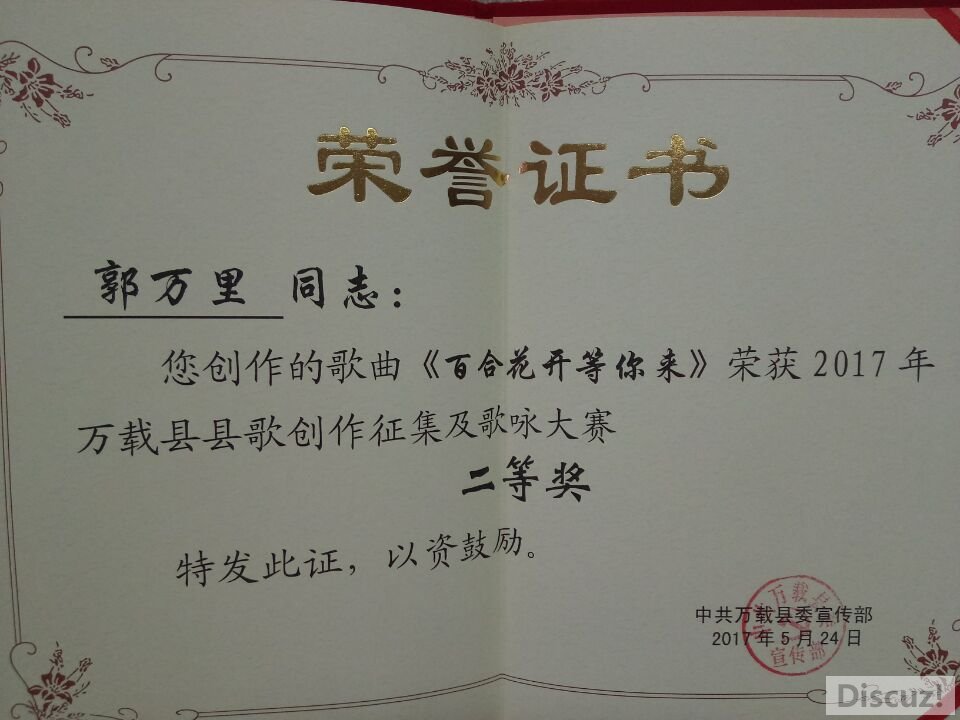 荣誉证书
郭万里 同志：
您创作的歌曲《百合花开等你来》荣获2017年
万载县县歌创作征集及歌咏大赛
二等奖
特发此证，以资鼓励。
中共万载县委宣传部
2017年5月24日
宣传部
Discuz!